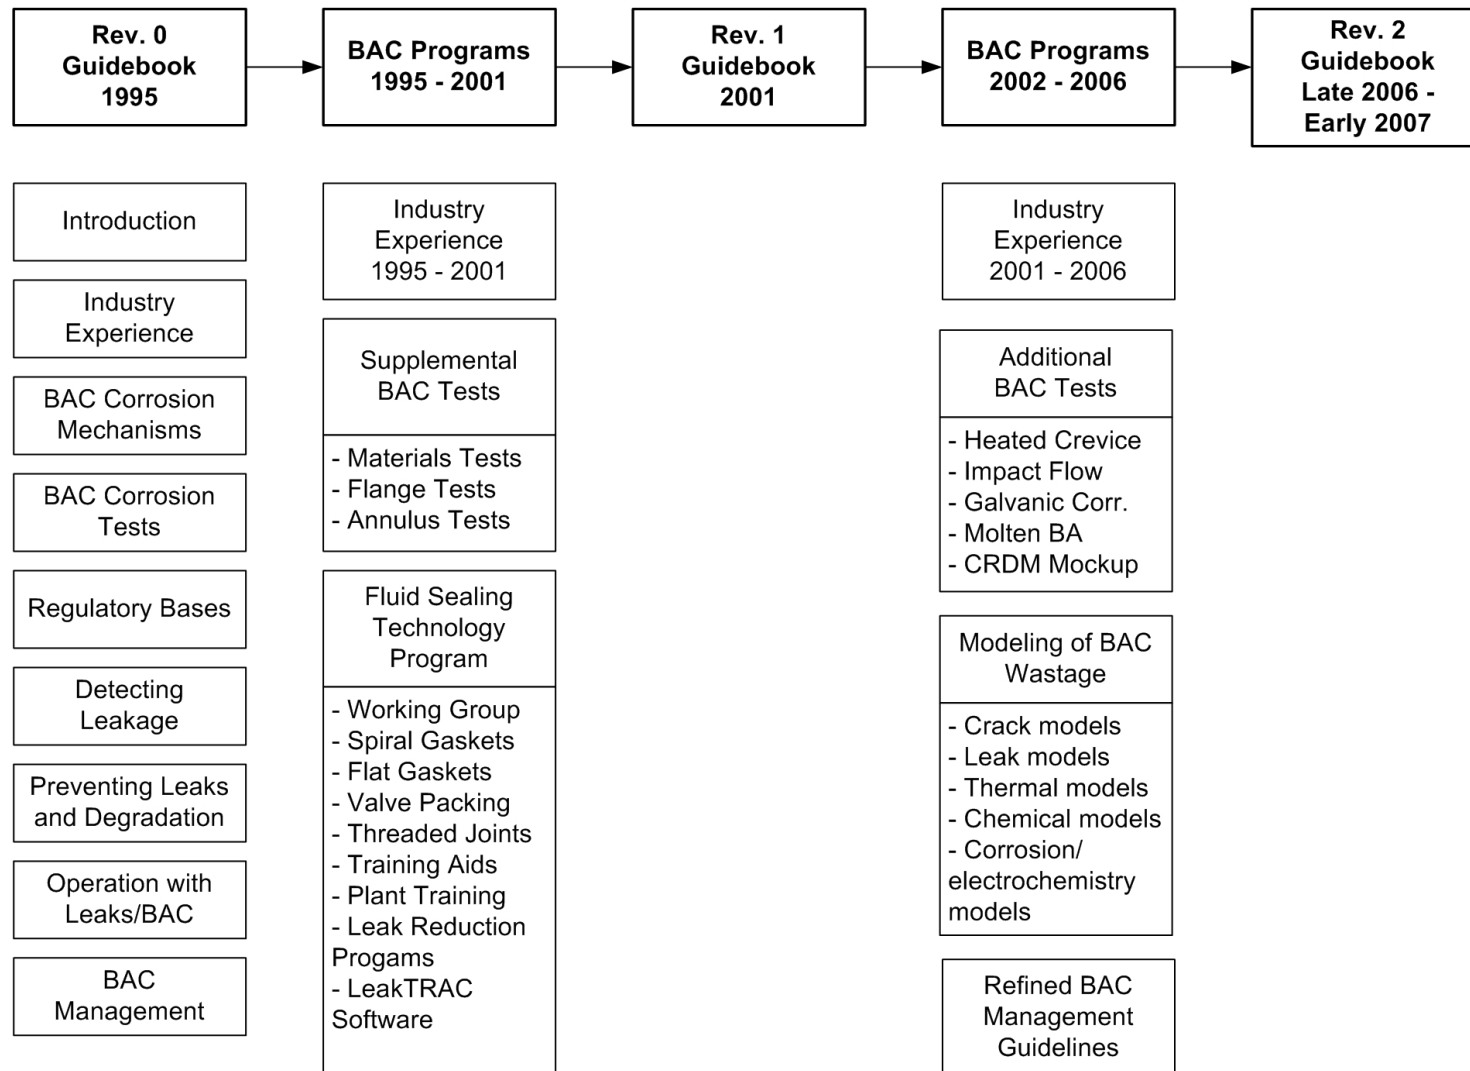 Rev. 0
Guidebook
1995
BAC Programs
1995 - 2001
Rev. 1
Guidebook
2001
BAC Programs
2002 - 2006
Rev. 2
Guidebook
Late 2006 -
Early 2007
Introduction
Industry
Experience
BAC Corrosion
Mechanisms
BAC Corrosion
Tests
Regulatory Bases
Detecting
Leakage
Preventing Leaks
and Degradation
Operation with
Leaks/BAC
BAC
Management
Industry
Experience
1995 - 2001
Supplemental
BAC Tests
- Materials Tests
- Flange Tests
- Annulus Tests
Fluid Sealing
Technology
Program
- Working Group
- Spiral Gaskets
- Flat Gaskets
- Valve Packing
- Threaded Joints
- Training Aids
- Plant Training
- Leak Reduction
Progams
- LeakTRAC
Software
Industry
Experience
2001 - 2006
Additional
BAC Tests
- Heated Crevice
- Impact Flow
- Galvanic Corr.
- Molten BA
- CRDM Mockup
Modeling of BAC
Wastage
- Crack models
- Leak models
- Thermal models
- Chemical models
- Corrosion/
electrochemistry
models
Refined BAC
Management
Guidelines